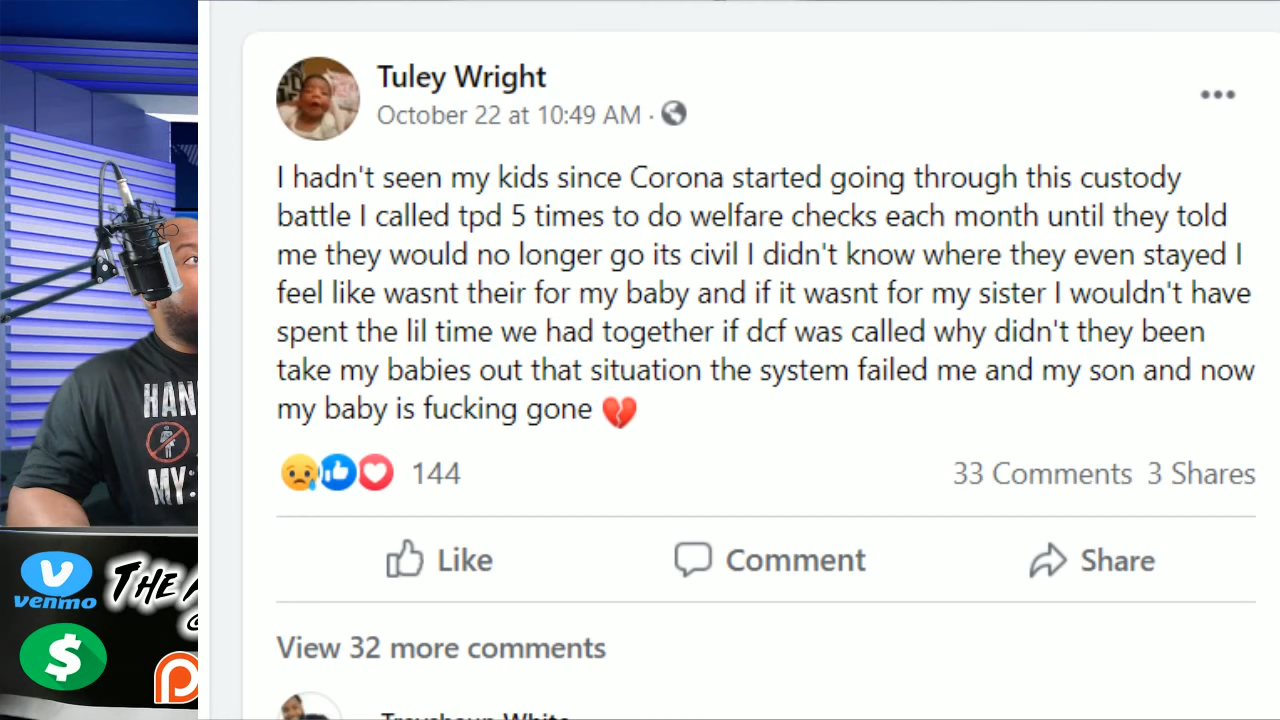 Tuley Wright
October 22 at 10:49 AM ·
I hadn't seen my kids since Corona started going through this custody
battle I called tpd 5 times to do welfare checks each month until they told
me they would no longer go its civil I didn't know where they even stayed I
feel like wasnt their for my baby and if it wasnt for my sister I wouldn't have
spent the lil time we had together if dcf was called why didn't they been
take my babies out that situation the system failed me and my son and now
my baby is fucking gone 💔
144
33 Comments 3 Shares
Like
Comment
Share
View 32 more comments
HAN
MY
venmo
THE
$